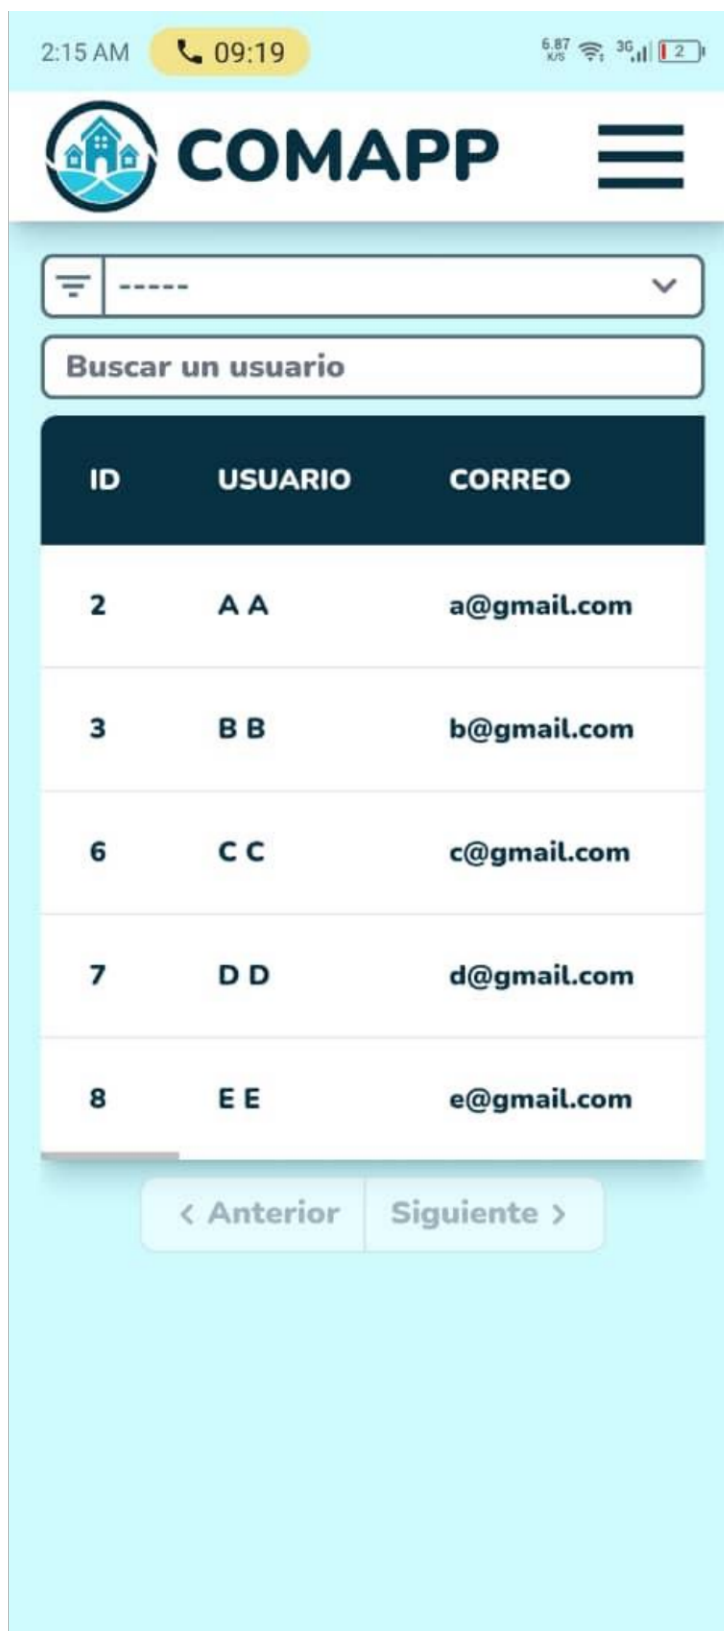 2:15 AM 09:19 6.87 K/S 3G 2
COMAPP
-----
Buscar un usuario
ID USUARIO CORREO
2 A A a@gmail.com
3 B B b@gmail.com
6 C C c@gmail.com
7 D D d@gmail.com
8 E E e@gmail.com
< Anterior Siguiente >